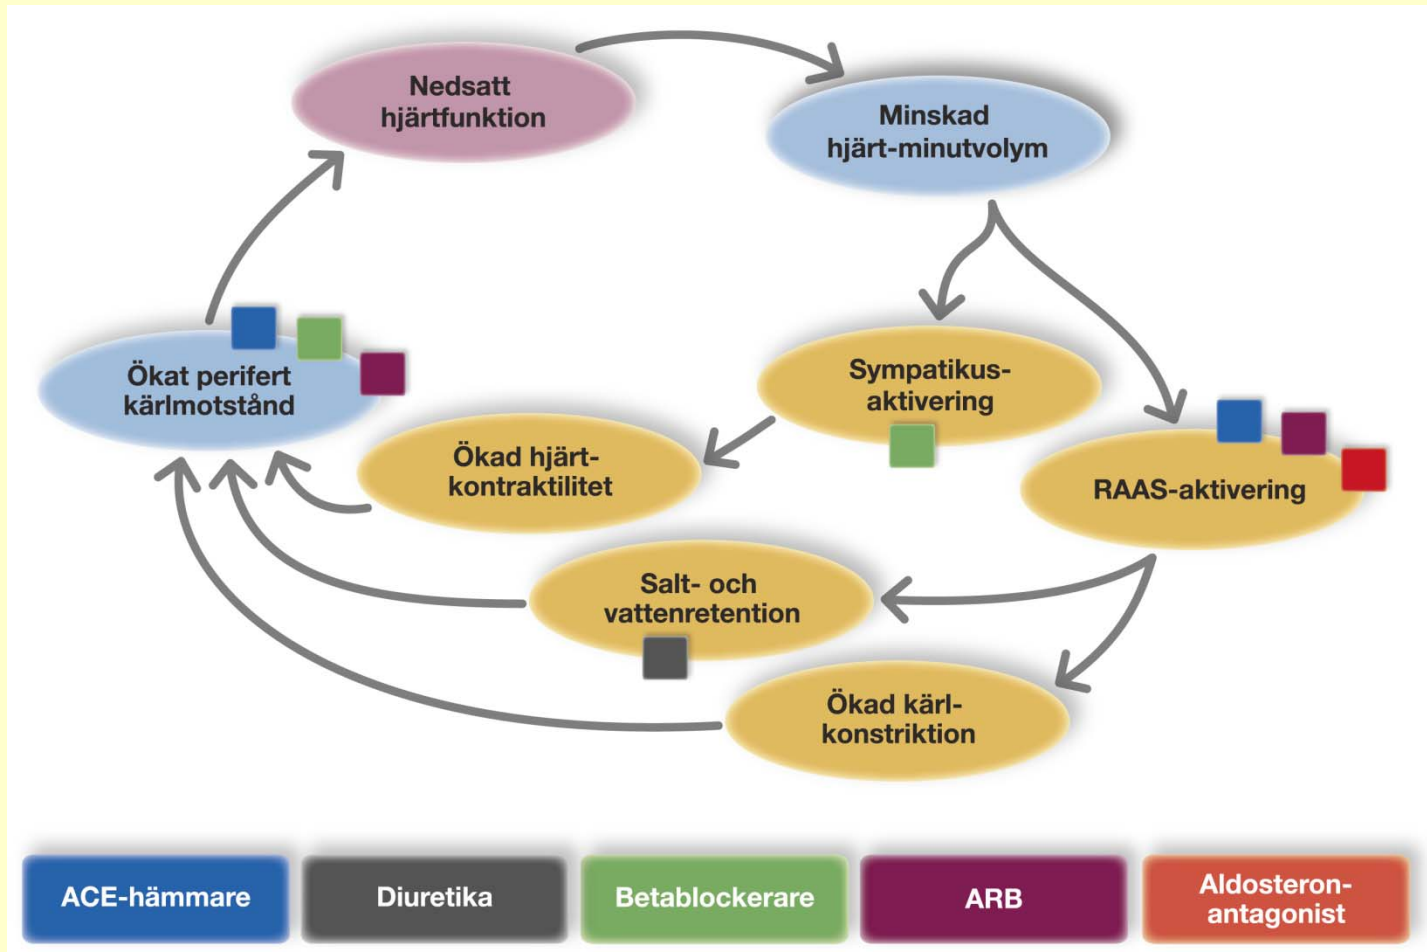 Nedsatt
hjärtfunktion
Minskad
hjärt-minutvolym
Ökat perifert
kärlmotstånd
Sympatikus-
aktivering
Ökad hjärt-
kontraktilitet
RAAS-aktivering
Salt- och
vattenretention
Ökad kärl-
konstriktion
ACE-hämmare
Diuretika
Betablockerare
ARB
Aldosteron-
antagonist